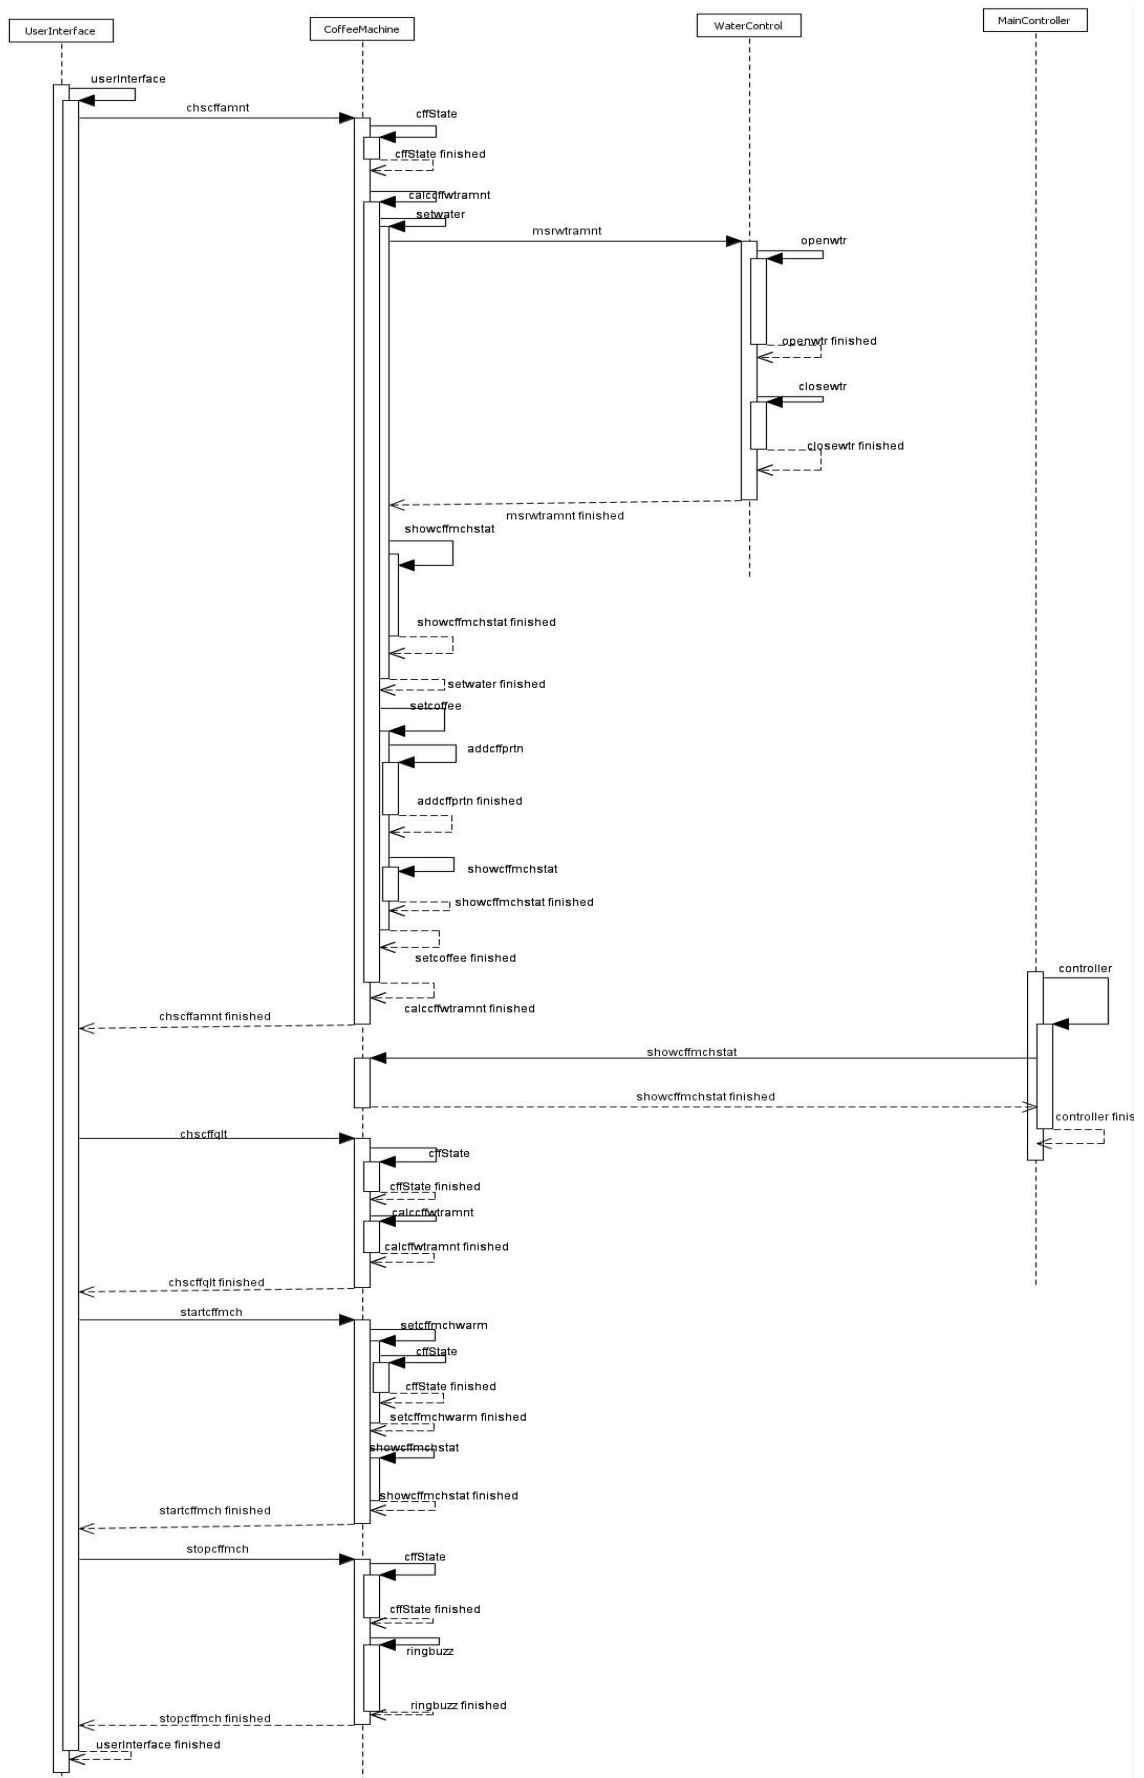 UserInterface
CoffeeMachine
WaterControl
MainController
userInterface
chscffamnt
cffState
cffState finished
calccffwtramnt
setwater
msrwtramnt
openwtr
openwtr finished
closewtr
closewtr finished
msrwtramnt finished
showcffmchstat
showcffmchstat finished
setwater finished
setcoffee
addcffprtn
addcffprtn finished
showcffmchstat
showcffmchstat finished
setcoffee finished
controller
calccffwtramnt finished
chscffamnt finished
showcffmchstat
showcffmchstat finished
controller finis
chscffqlt
cffState
cffState finished
calccffwtramnt
calcffwtramnt finished
chscffqlt finished
startcffmch
setcffmchwarm
cffState
cffState finished
setcffmchwarm finished
showcffmchstat
showcffmchstat finished
startcffmch finished
stopcffmch
cffState
cffState finished
ringbuzz
ringbuzz finished
stopcffmch finished
userInterface finished